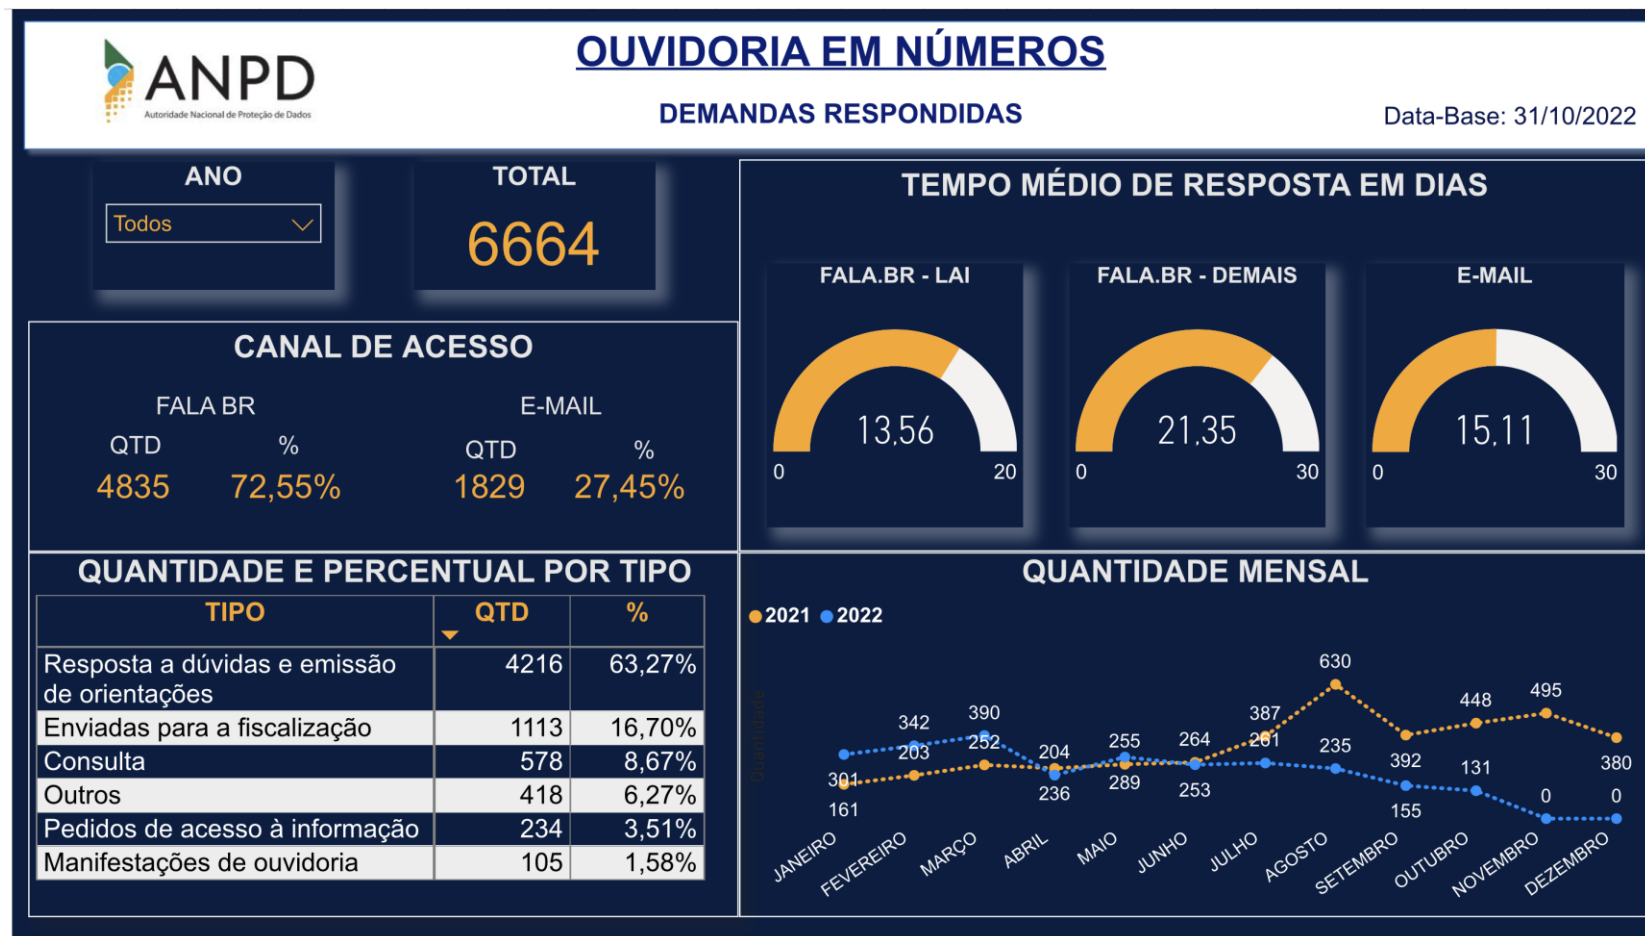 ANPD
Autoridade Nacional de Proteção de Dados
OUVIDORIA EM NÚMEROS
DEMANDAS RESPONDIDAS
Data-Base: 31/10/2022
ANO
Todos
TOTAL
6664
CANAL DE ACESSO
FALA BR
E-MAIL
QTD % QTD %
4835 72,55% 1829 27,45%
TEMPO MÉDIO DE RESPOSTA EM DIAS
FALA.BR - LAI
13,56
0 20
FALA.BR - DEMAIS
21,35
0 30
E-MAIL
15,11
0 30
QUANTIDADE E PERCENTUAL POR TIPO
TIPO QTD %
Resposta a dúvidas e emissão
de orientações 4216 63,27%
Enviadas para a fiscalização 1113 16,70%
Consulta 578 8,67%
Outros 418 6,27%
Pedidos de acesso à informação 234 3,51%
Manifestações de ouvidoria 105 1,58%
QUANTIDADE MENSAL
2021 2022
Quantidade
301 342 390 204 255 264 387 630 392 448 495 380
161 203 252 236 289 253 261 235 155 131 0 0
JANEIRO
FEVEREIRO
MARÇO
ABRIL
MAIO
JUNHO
JULHO
AGOSTO
SETEMBRO
OUTUBRO
NOVEMBRO
DEZEMBRO